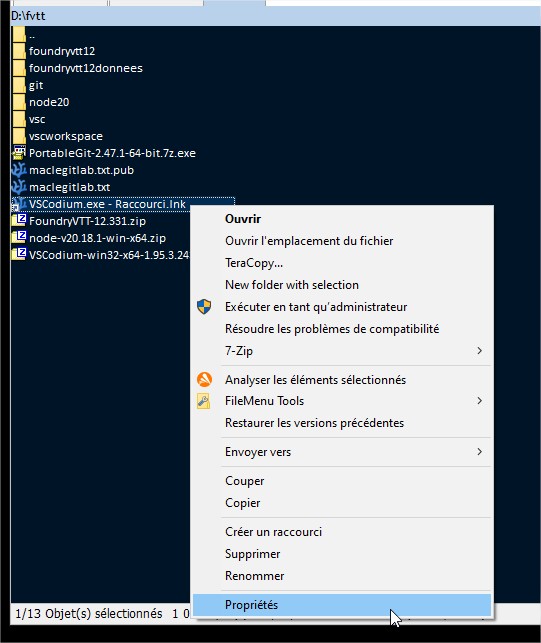 D:\fvtt
..
foundryvtt12
foundryvtt12donnees
git
node20
vsc
vscworkspace
PortableGit-2.47.1-64-bit.7z.exe
maclegitlab.txt.pub
maclegitlab.txt
VSCodium.exe - Raccourci.lnk
FoundryVTT-12.331.zip
node-v20.18.1-win-x64.zip
VSCodium-win32-x64-1.95.3.24
Ouvrir
Ouvrir l'emplacement du fichier
TeraCopy...
New folder with selection
Exécuter en tant qu'administrateur
Résoudre les problèmes de compatibilité
7-Zip
Analyser les éléments sélectionnés
FileMenu Tools
Restaurer les versions précédentes
Envoyer vers
Couper
Copier
Créer un raccourci
Supprimer
Renommer
Propriétés
1/13 Objet(s) sélectionnés 1 0